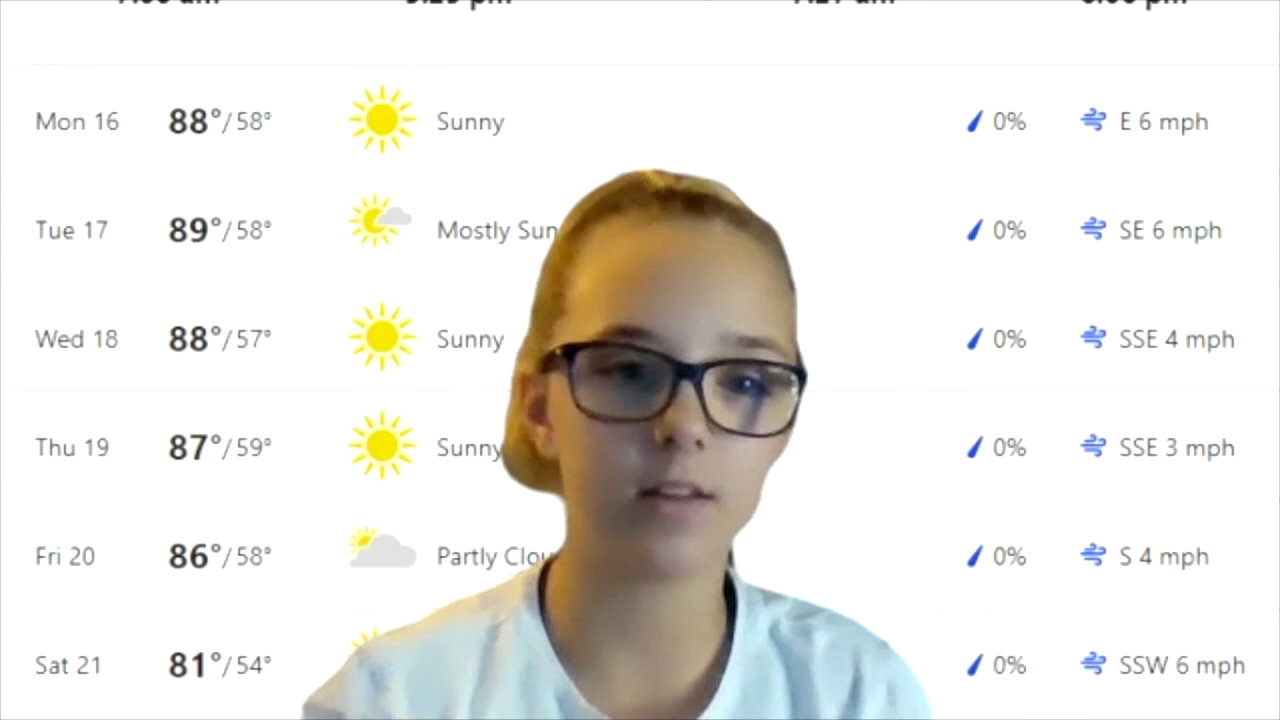 Mon 16 88°/58° Sunny 0% E 6 mph
Tue 17 89°/58° Mostly Sun 0% SE 6 mph
Wed 18 88°/57° Sunny 0% SSE 4 mph
Thu 19 87°/59° Sunny 0% SSE 3 mph
Fri 20 86°/58° Partly Clou 0% S 4 mph
Sat 21 81°/54° 0% SSW 6 mph